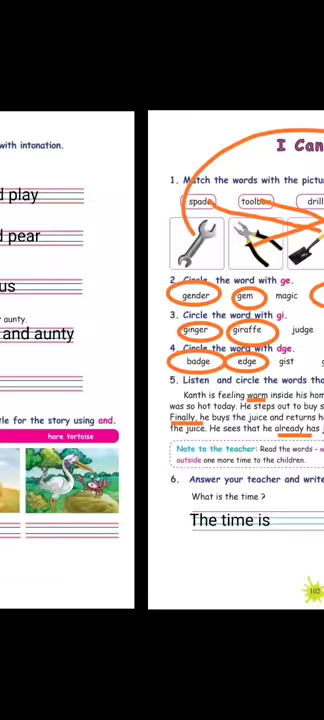 with intonation.
d play
d pear
us
r aunty.
and aunty
tle for the story using and.
hare tortoise
I Can
1. Match the words with the pictu
spade toolbox drill
2. Circle the word with ge.
gender gem magic
3. Circle the word with gi.
ginger giraffe judge
4. Circle the word with dge.
badge edge gist g
5. Listen and circle the words tha
Kanth is feeling warm inside his hom
was so hot today. He steps out to buy s
Finally, he buys the juice and returns h
the juice. He sees that he already has j
Note to the teacher: Read the words - w
outside one more time to the children.
6. Answer your teacher and write
What is the time ?
The time is
102